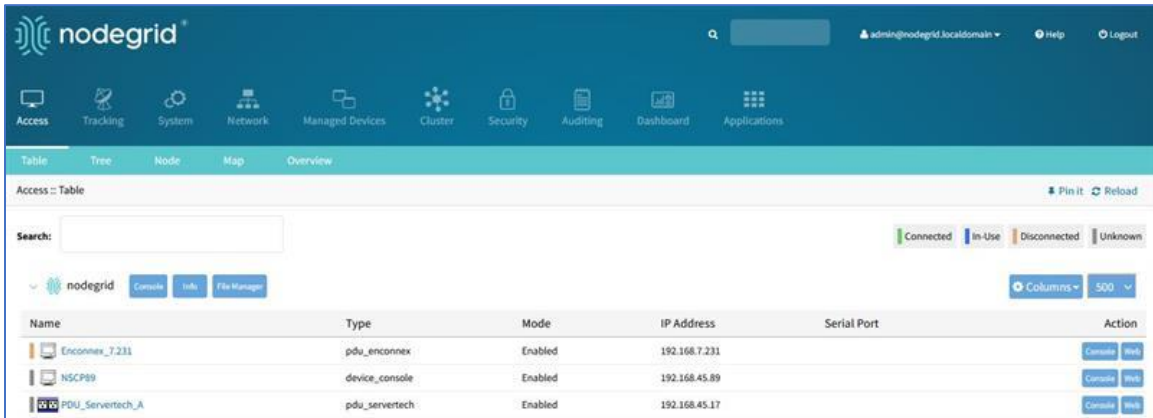 nodegrid®
admin@nodegrid.localdomain Help Logout
Access Tracking System Network Managed Devices Cluster Security Auditing Dashboard Applications
Table Tree Node Map Overview
Access :: Table Pin it Reload
Search: Connected In-Use Disconnected Unknown
nodegrid Console Info File Manager Columns 500
Name Type Mode IP Address Serial Port Action
Enconnex_7.231 pdu_enconnex Enabled 192.168.7.231 Console Web
NSCP89 device_console Enabled 192.168.45.89 Console Web
PDU_Servertech_A pdu_servertech Enabled 192.168.45.17 Console Web